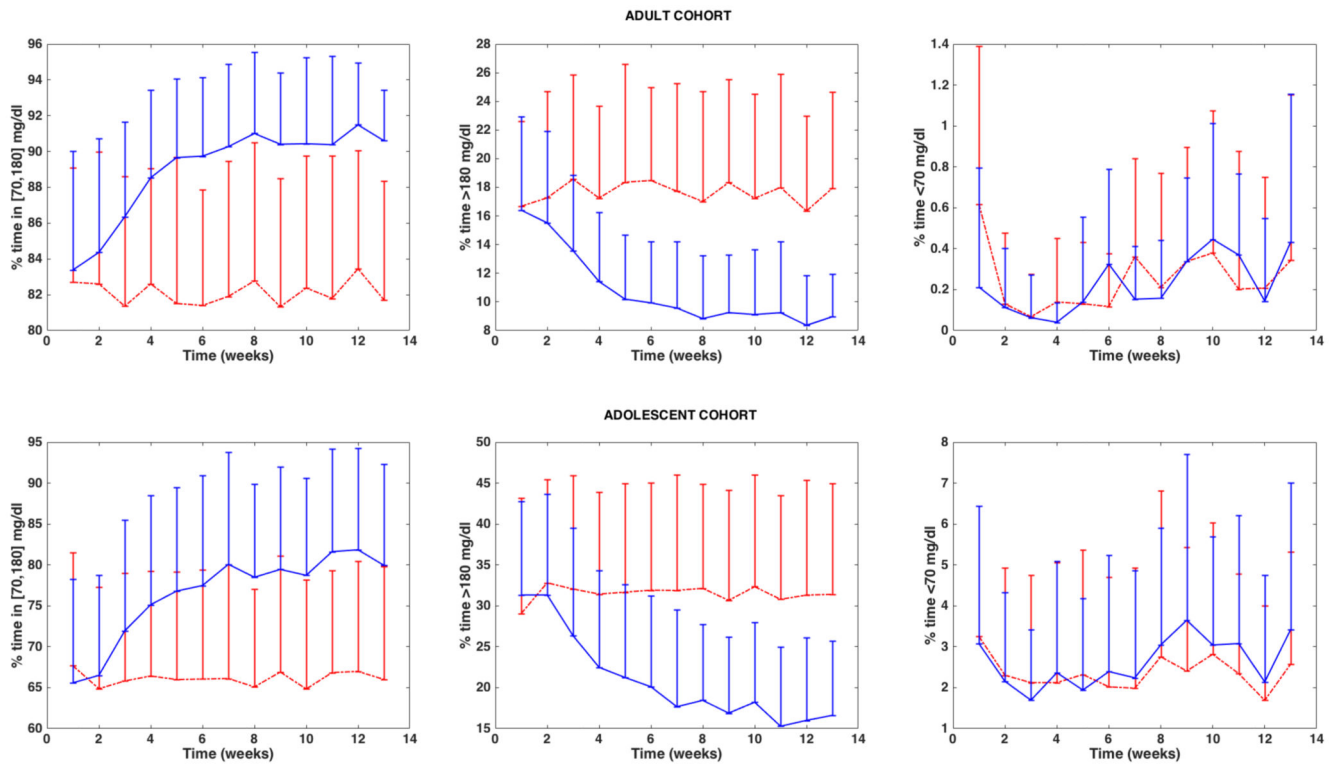 ADULT COHORT
% time in [70,180] mg/dl
96
94
92
90
88
86
84
82
80
0 2 4 6 8 10 12 14
Time (weeks)
% time >180 mg/dl
28
26
24
22
20
18
16
14
12
10
8
0 2 4 6 8 10 12 14
Time (weeks)
% time <70 mg/dl
1.4
1.2
1
0.8
0.6
0.4
0.2
0
0 2 4 6 8 10 12 14
Time (weeks)
ADOLESCENT COHORT
% time in [70,180] mg/dl
95
90
85
80
75
70
65
60
0 2 4 6 8 10 12 14
Time (weeks)
% time >180 mg/dl
50
45
40
35
30
25
20
15
0 2 4 6 8 10 12 14
Time (weeks)
% time <70 mg/dl
8
7
6
5
4
3
2
1
0 2 4 6 8 10 12 14
Time (weeks)